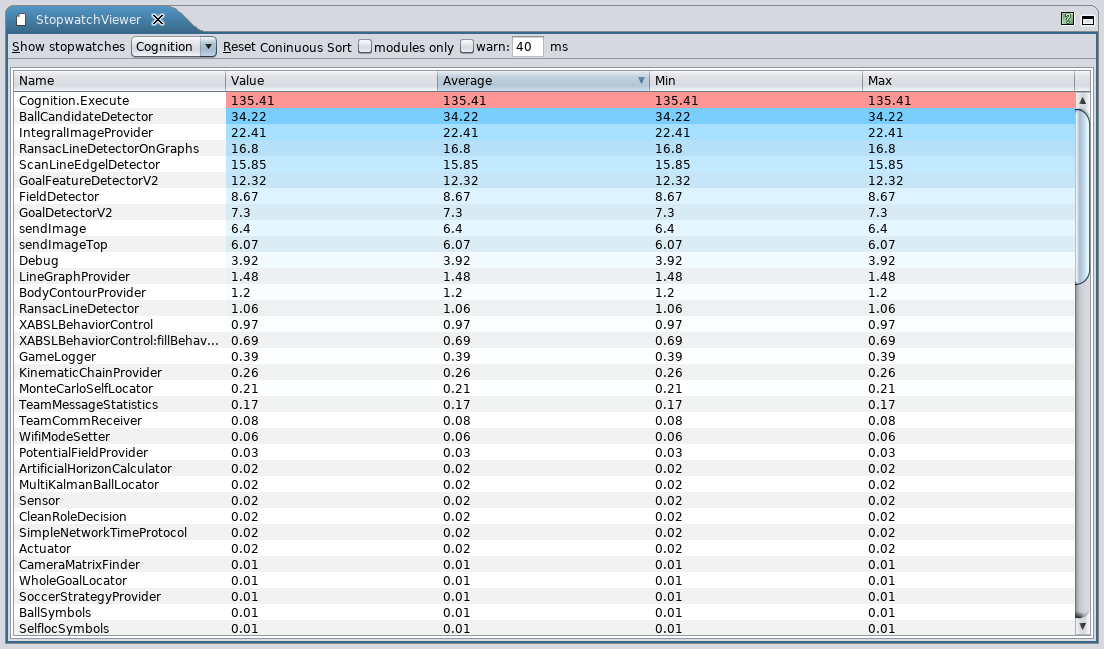 StopwatchViewer
Show stopwatches Cognition Reset Coninuous Sort modules only warn: 40 ms
Name Value Average Min Max
Cognition.Execute 135.41 135.41 135.41 135.41
BallCandidateDetector 34.22 34.22 34.22 34.22
IntegralImageProvider 22.41 22.41 22.41 22.41
RansacLineDetectorOnGraphs 16.8 16.8 16.8 16.8
ScanLineEdgelDetector 15.85 15.85 15.85 15.85
GoalFeatureDetectorV2 12.32 12.32 12.32 12.32
FieldDetector 8.67 8.67 8.67 8.67
GoalDetectorV2 7.3 7.3 7.3 7.3
sendImage 6.4 6.4 6.4 6.4
sendImageTop 6.07 6.07 6.07 6.07
Debug 3.92 3.92 3.92 3.92
LineGraphProvider 1.48 1.48 1.48 1.48
BodyContourProvider 1.2 1.2 1.2 1.2
RansacLineDetector 1.06 1.06 1.06 1.06
XABSLBehaviorControl 0.97 0.97 0.97 0.97
XABSLBehaviorControl:fillBehav... 0.69 0.69 0.69 0.69
GameLogger 0.39 0.39 0.39 0.39
KinematicChainProvider 0.26 0.26 0.26 0.26
MonteCarloSelfLocator 0.21 0.21 0.21 0.21
TeamMessageStatistics 0.17 0.17 0.17 0.17
TeamCommReceiver 0.08 0.08 0.08 0.08
WifiModeSetter 0.06 0.06 0.06 0.06
PotentialFieldProvider 0.03 0.03 0.03 0.03
ArtificialHorizonCalculator 0.02 0.02 0.02 0.02
MultiKalmanBallLocator 0.02 0.02 0.02 0.02
Sensor 0.02 0.02 0.02 0.02
CleanRoleDecision 0.02 0.02 0.02 0.02
SimpleNetworkTimeProtocol 0.02 0.02 0.02 0.02
Actuator 0.02 0.02 0.02 0.02
CameraMatrixFinder 0.01 0.01 0.01 0.01
WholeGoalLocator 0.01 0.01 0.01 0.01
SoccerStrategyProvider 0.01 0.01 0.01 0.01
BallSymbols 0.01 0.01 0.01 0.01
SelflocSymbols 0.01 0.01 0.01 0.01